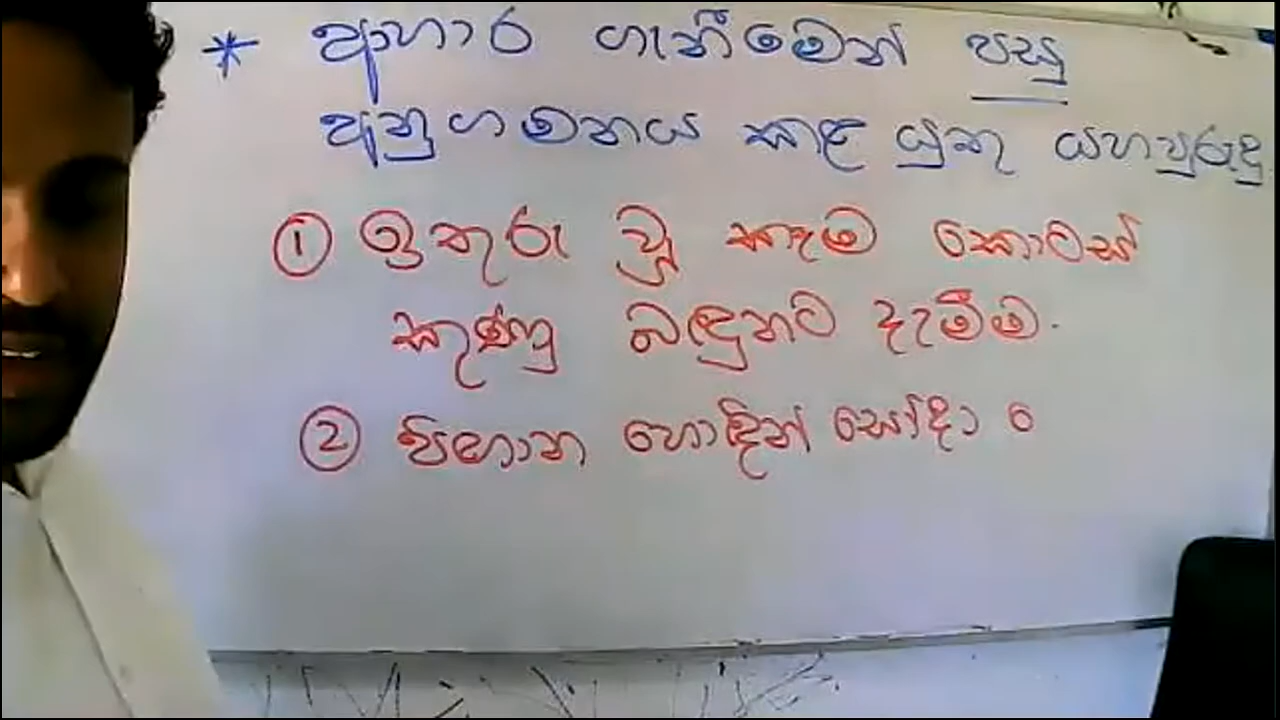 * ආහාර ගැනීමෙන් පසු
අනුගමනය කළ යුතු යහපුරුදු
① ඉතුරු වූ කෑම කොටස්
කුණු බඳුනට දැමීම.
② පිඟාන හොඳින් සෝදා ෙ